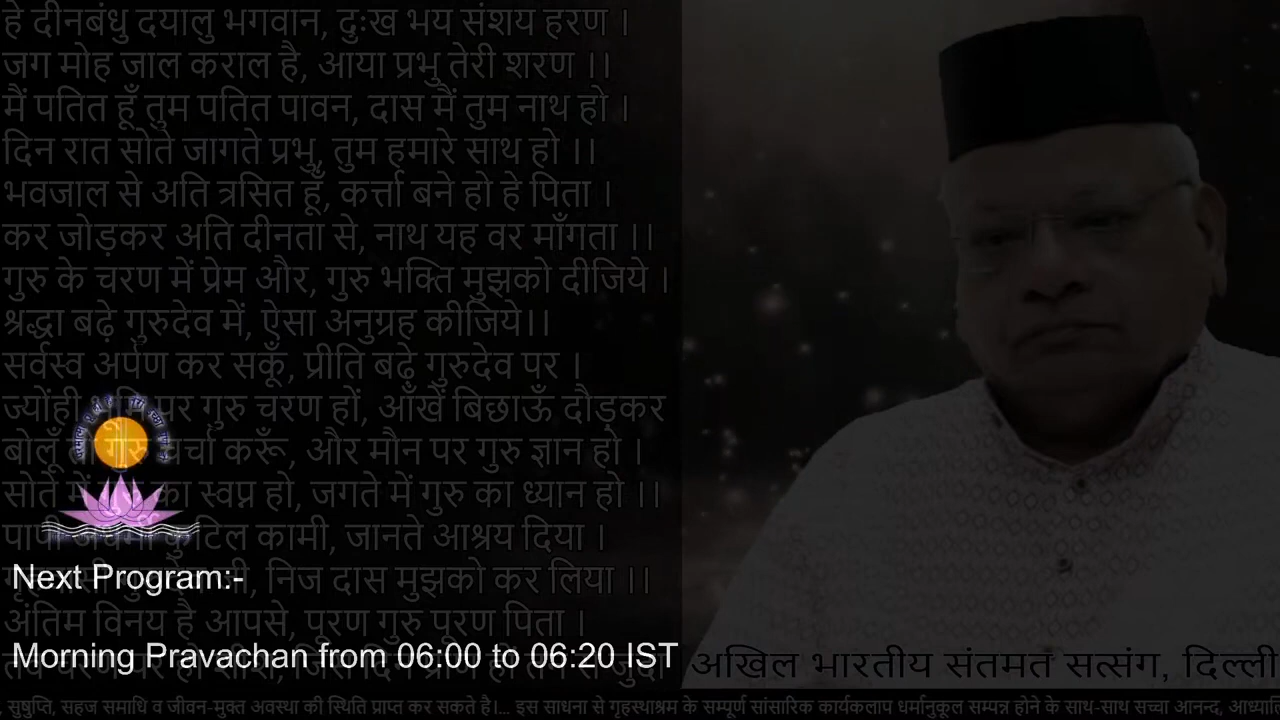 हे दीनबंधु दयालु भगवान, दुःख भय संशय हरण ।
जग मोह जाल कराल है, आया प्रभु तेरी शरण ।।
मैं पतित हूँ तुम पतित पावन, दास मैं तुम नाथ हो ।
दिन रात सोते जागते प्रभु, तुम हमारे साथ हो ।।
भवजाल से अति त्रसित हूँ, कर्त्ता बने हो हे पिता ।
कर जोड़कर अति दीनता से, नाथ यह वर माँगता ।।
गुरु के चरण में प्रेम और, गुरु भक्ति मुझको दीजिये ।
श्रद्धा बढ़े गुरुदेव में, ऐसा अनुग्रह कीजिये।।
सर्वस्व अर्पण कर सकूँ, प्रीति बढ़े गुरुदेव पर ।
ज्योंही पर गुरु चरण हों, आँखें बिछाऊँ दौड़कर
बोलूँ चर्चा करूँ, और मौन पर गुरु ज्ञान हो ।
सोते का स्वप्न हो, जगते में गुरु का ध्यान हो ।।
कामी, जानते आश्रय दिया ।
निज दास मुझको कर लिया ।।
Next Program:-
अंतिम विनय है आपसे, पूरण गुरु पूरण पिता ।
Morning Pravachan from 06:00 to 06:20 IST
अखिल भारतीय संतमत सत्संग, दिल्ली
, सुषुप्ति, सहज समाधि व जीवन-मुक्त अवस्था की स्थिति प्राप्त कर सकते है।... इस साधना से गृहस्थाश्रम के सम्पूर्ण सांसारिक कार्यकलाप धर्मानुकूल सम्पन्न होने के साथ-साथ सच्चा आनन्द,